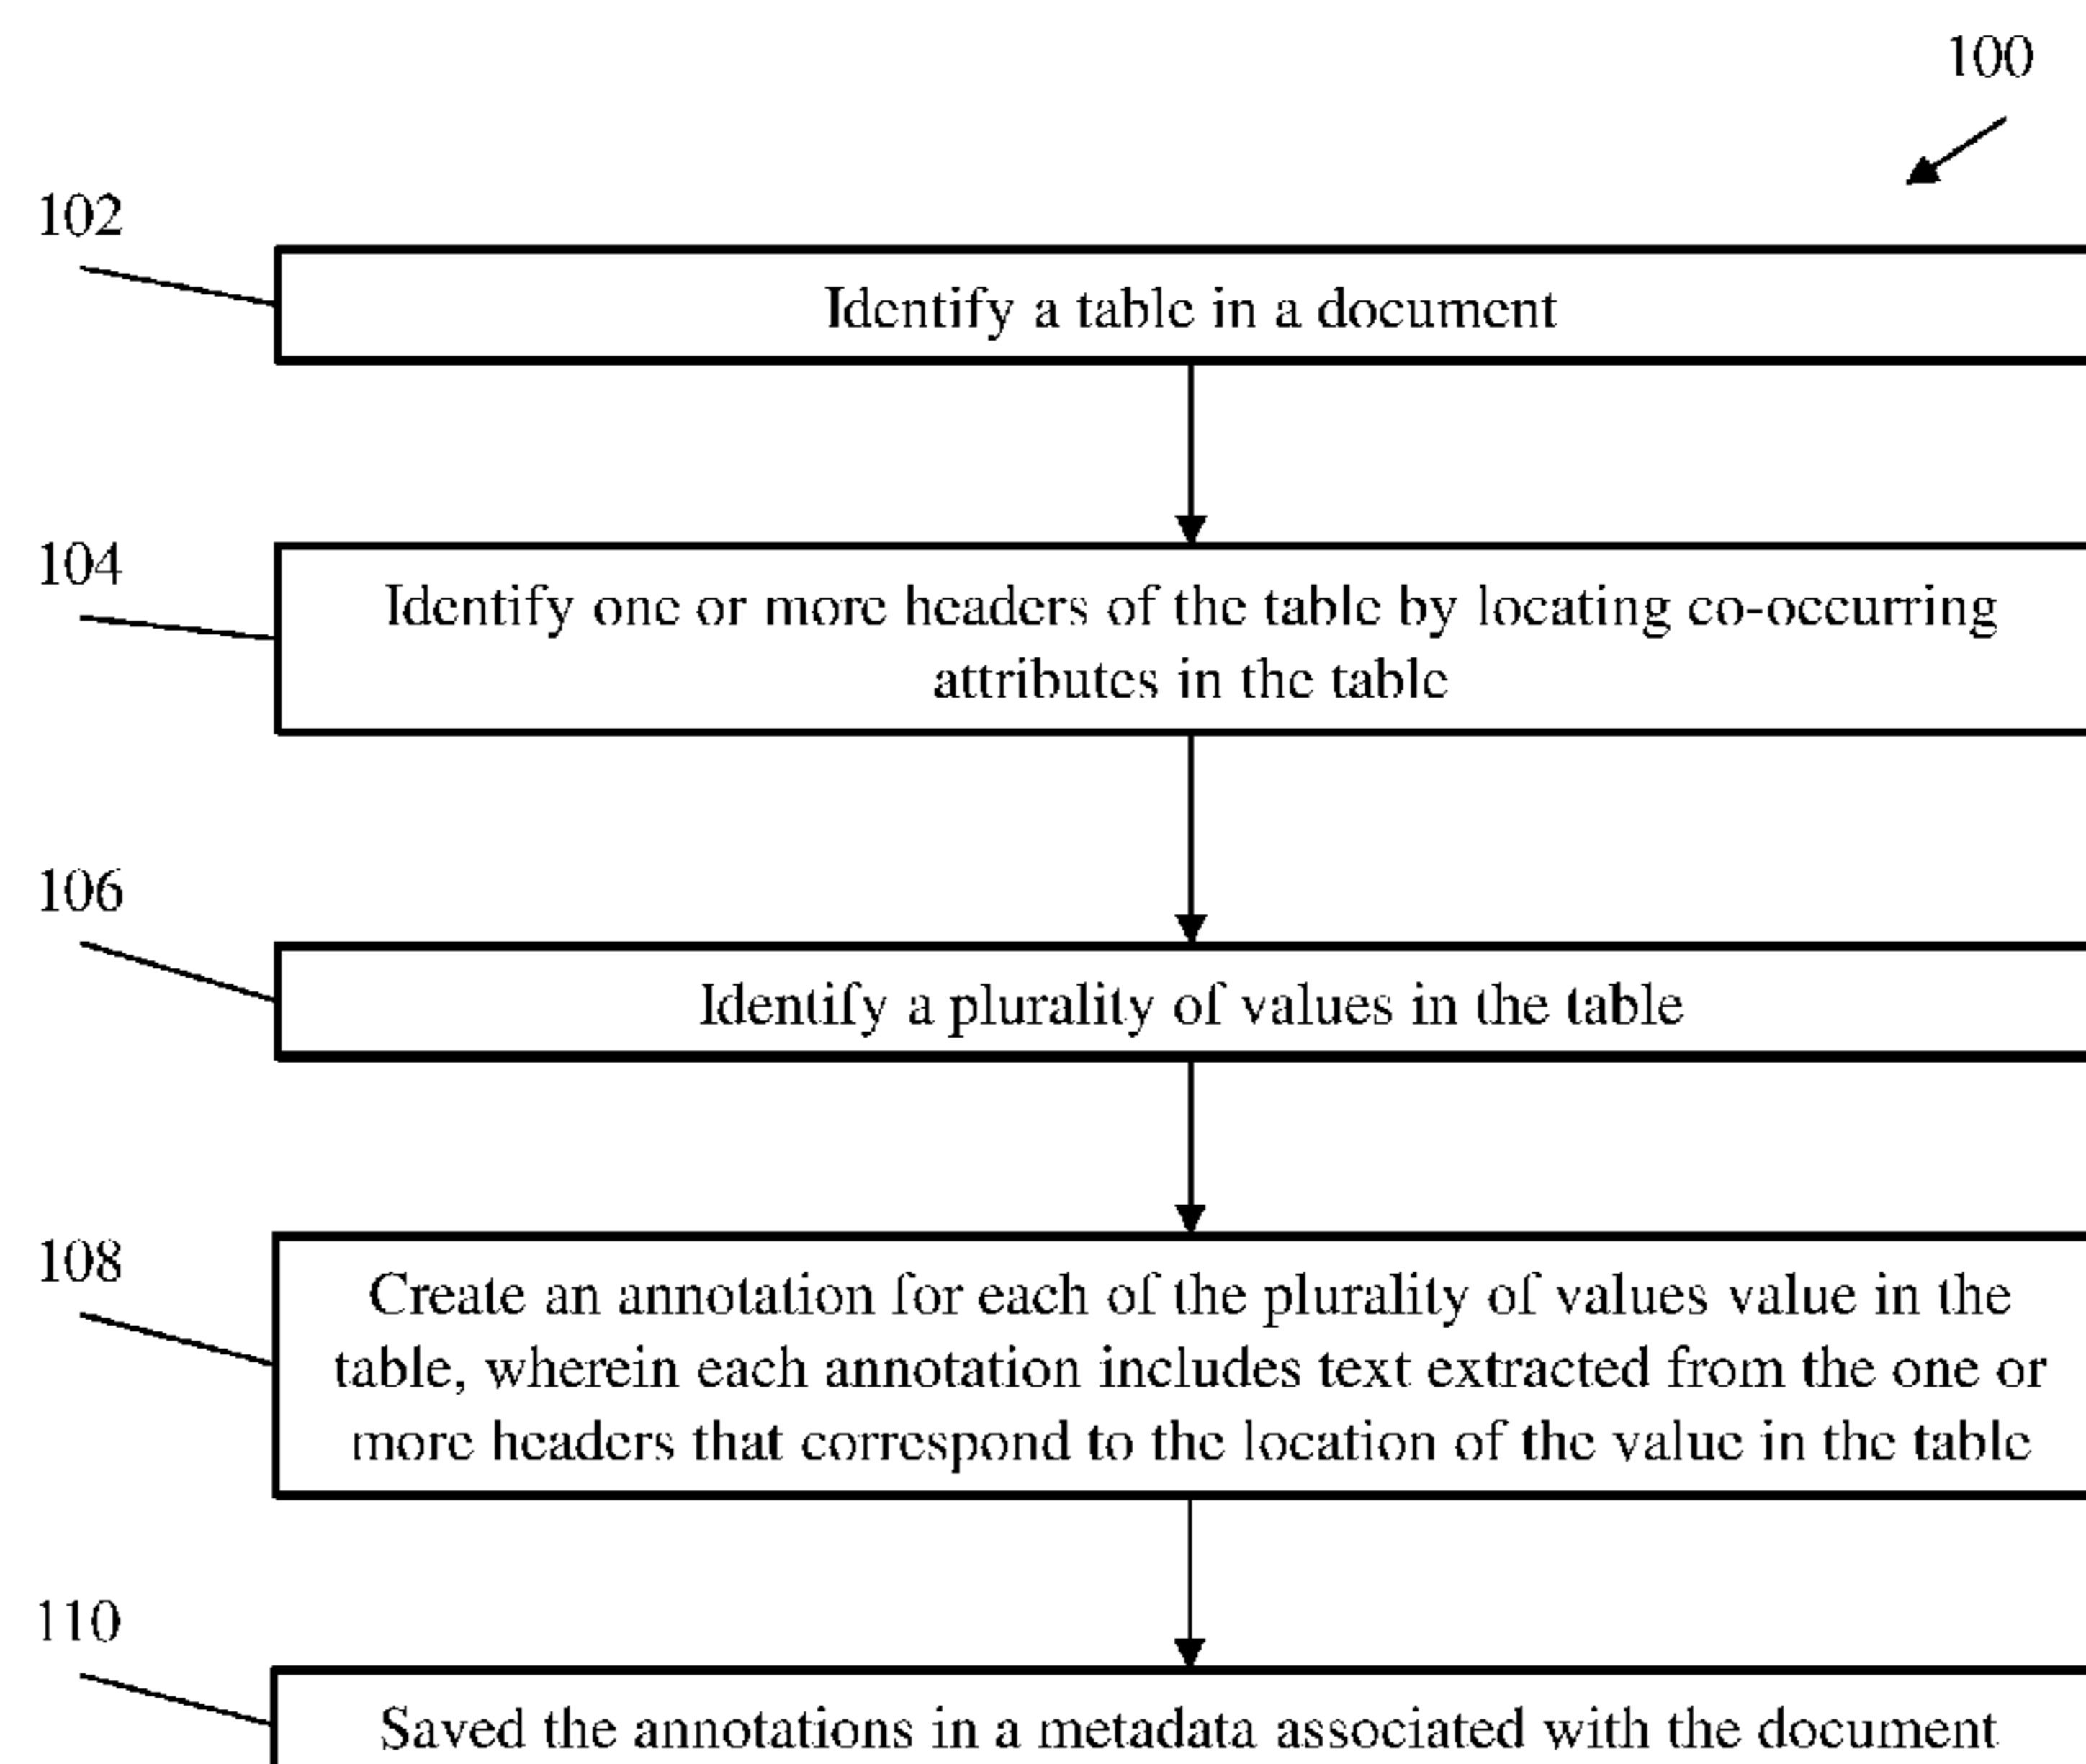 100
102
Identify a table in a document
104
Identify one or more headers of the table by locating co-occurring
attributes in the table
106
Identify a plurality of values in the table
108
Create an annotation for each of the plurality of values value in the
table, wherein each annotation includes text extracted from the one or
more headers that correspond to the location of the value in the table
110
Saved the annotations in a metadata associated with the document